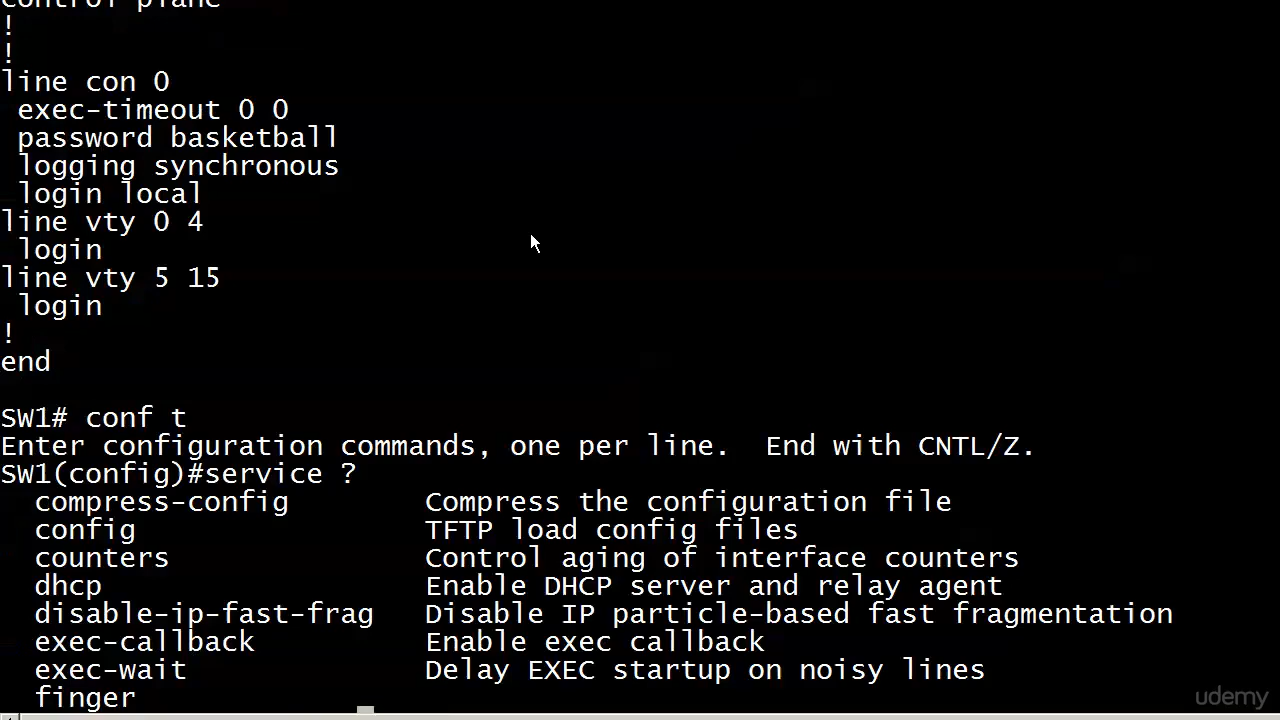 control plane
!
!
line con 0
 exec-timeout 0 0
 password basketball
 logging synchronous
 login local
line vty 0 4
 login
line vty 5 15
 login
!
end

SW1# conf t
Enter configuration commands, one per line.  End with CNTL/Z.
SW1(config)#service ?
  compress-config        Compress the configuration file
  config                 TFTP load config files
  counters               Control aging of interface counters
  dhcp                   Enable DHCP server and relay agent
  disable-ip-fast-frag   Disable IP particle-based fast fragmentation
  exec-callback          Enable exec callback
  exec-wait              Delay EXEC startup on noisy lines
  finger
udemy